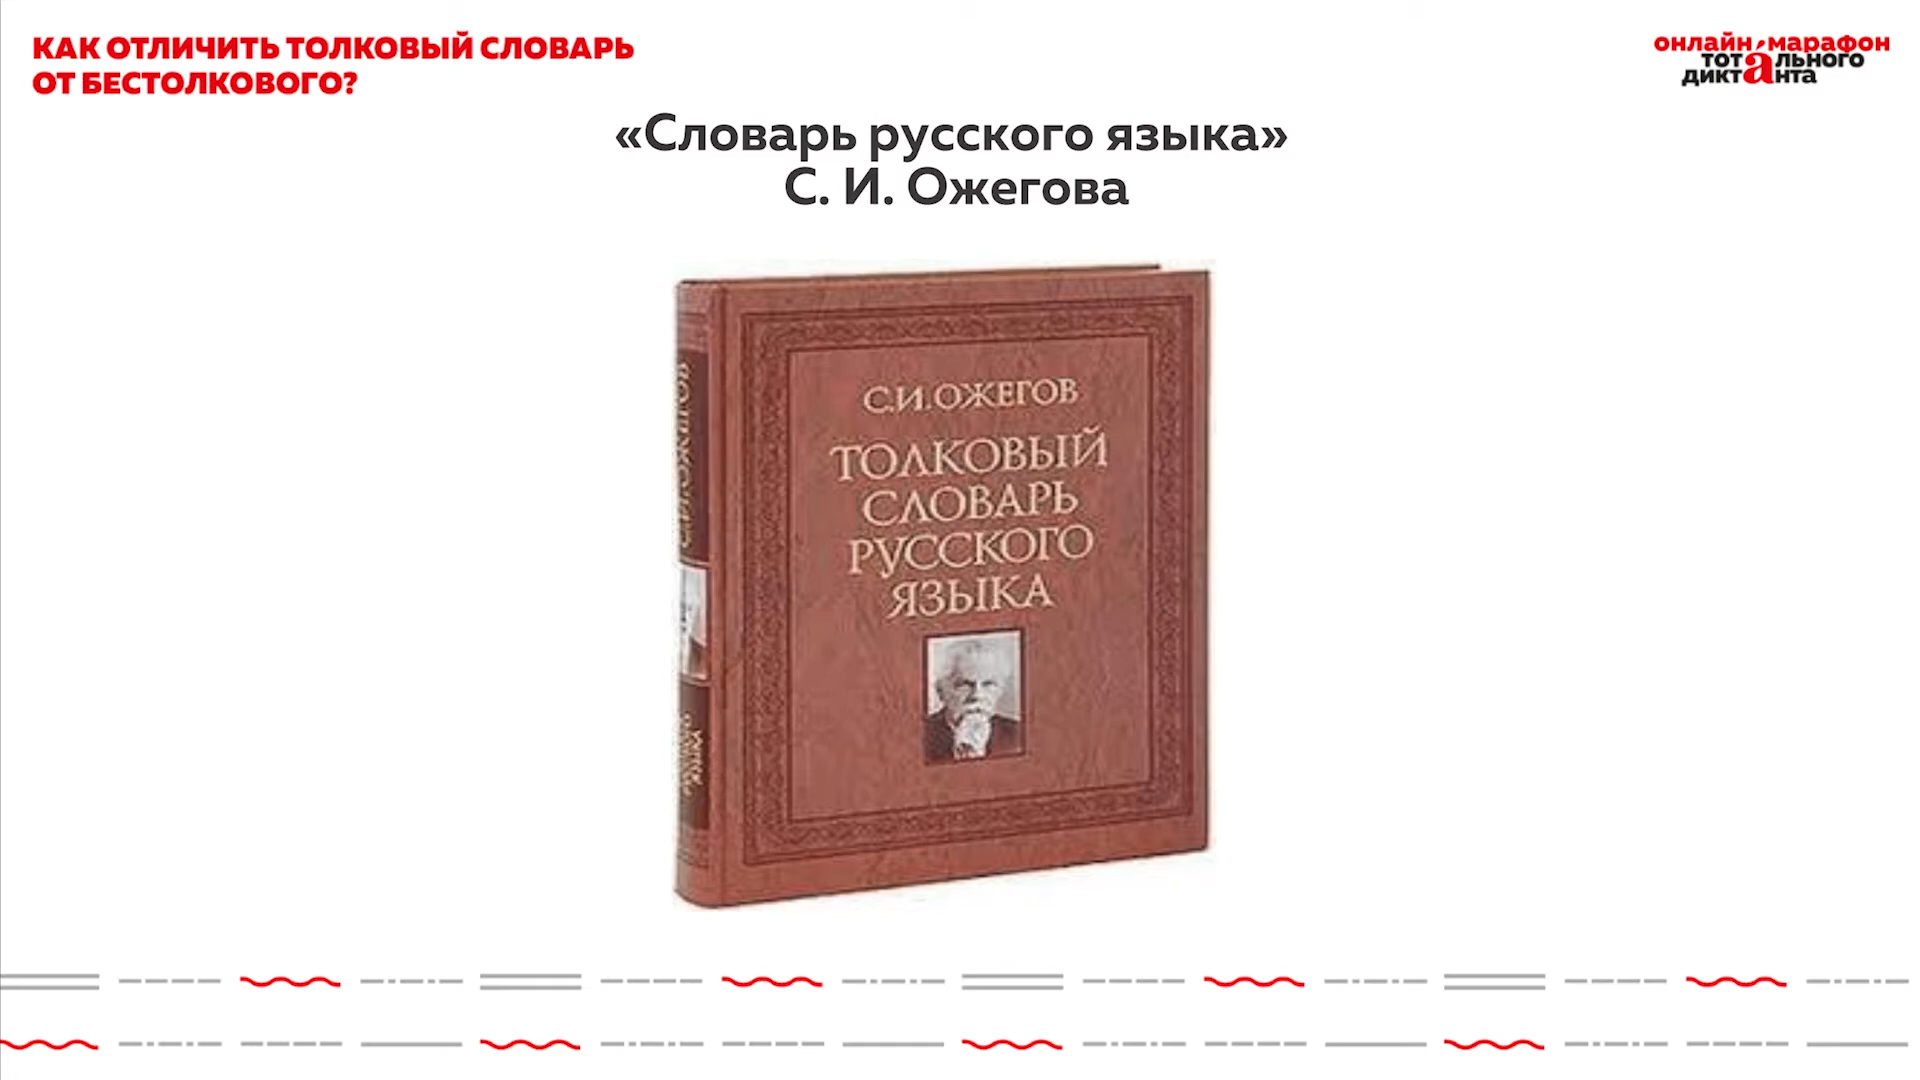 КАК ОТЛИЧИТЬ ТОЛКОВЫЙ СЛОВАРЬ
ОТ БЕСТОЛКОВОГО?
онлайн-марафон
тотального
диктанта
«Словарь русского языка»
С. И. Ожегова
С.И.ОЖЕГОВ
ТОЛКОВЫЙ
СЛОВАРЬ
РУССКОГО
ЯЗЫКА
С.И.ОЖЕГОВ